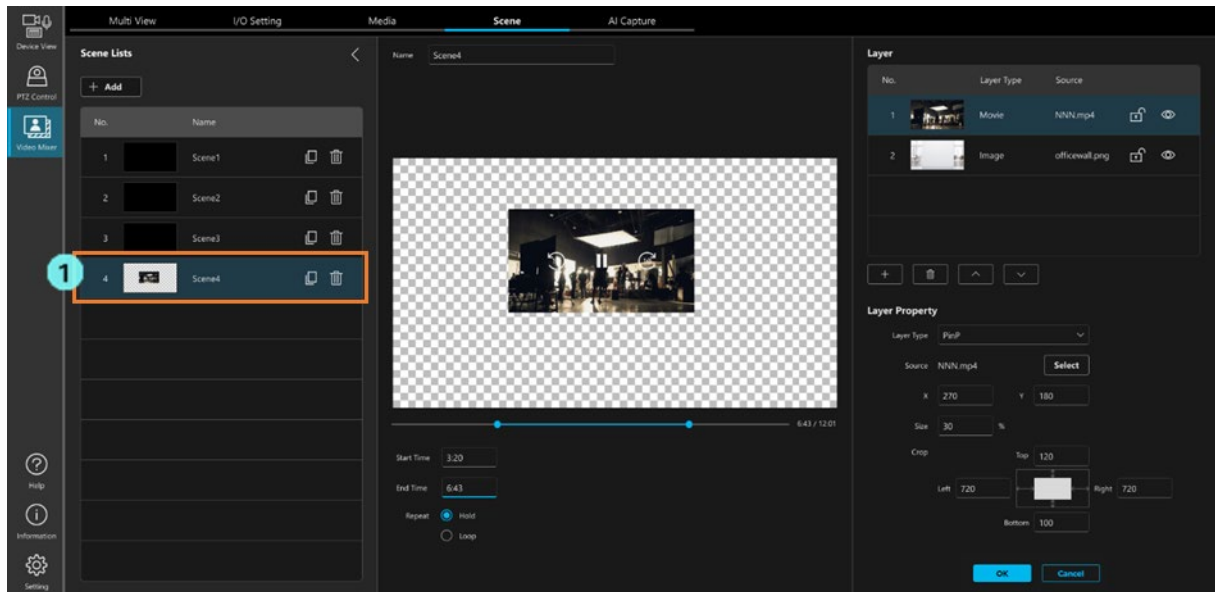 Multi View
I/O Setting
Media
Scene
AI Capture
Device View
PTZ Control
Video Mixer
Help
Information
Setting
Scene Lists
+ Add
No. Name
1 Scene1
2 Scene2
3 Scene3
1
4 Scene4
Name Scene4
6:43 / 12:01
Start Time 3:20
End Time 6:43
Repeat Hold
Loop
Layer
No. Layer Type Source
1 Movie NNN.mp4
2 Image officewall.png
Layer Property
Layer Type PinP
Source NNN.mp4 Select
X 270 Y 180
Size 30 %
Crop Top 120
Left 720 Right 720
Bottom 100
OK Cancel